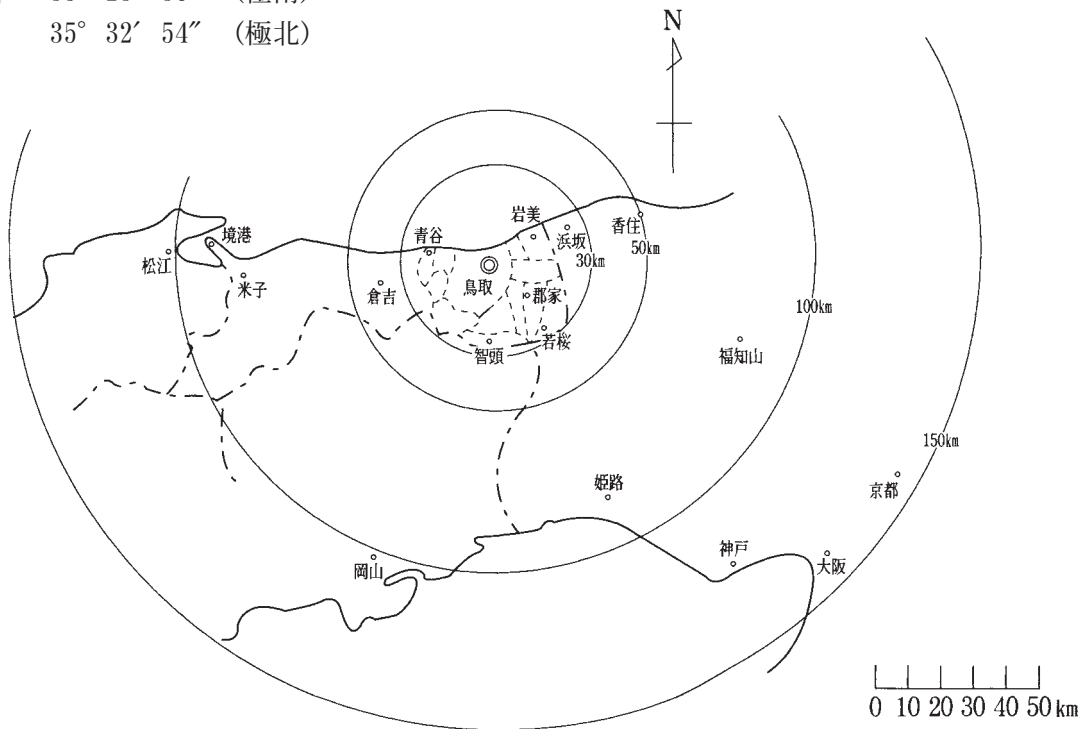 35° 32′ 54″ (極北)
N
岩美
青谷
浜坂
香住
境港
松江
米子
倉吉
鳥取
郡家
30km
50km
智頭
若桜
100km
福知山
150km
姫路
京都
岡山
神戸
大阪
0 10 20 30 40 50km